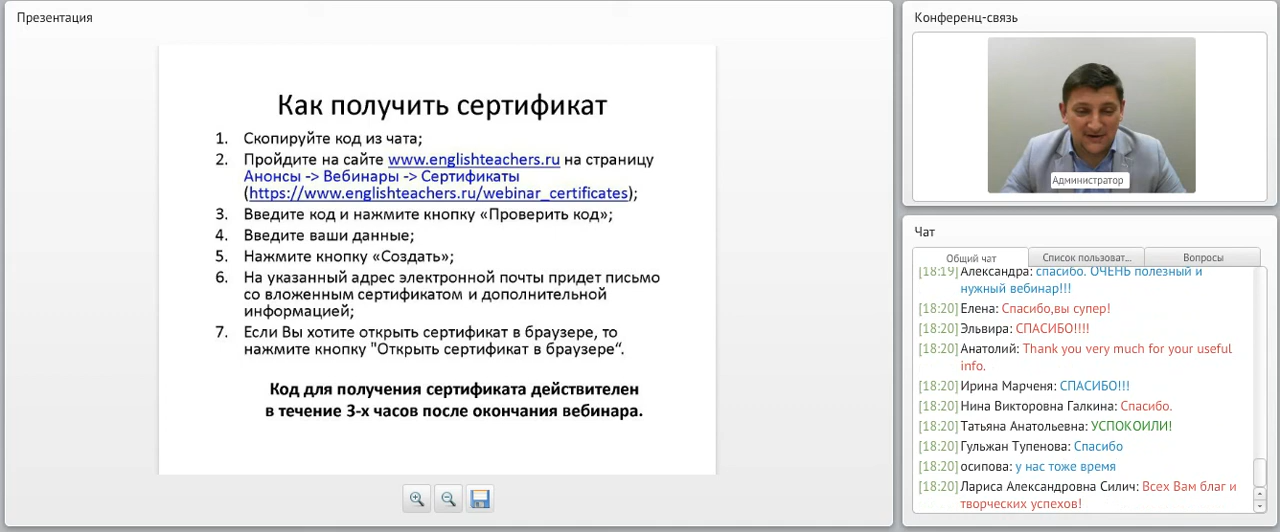 Презентация
Как получить сертификат
1. Скопируйте код из чата;
2. Пройдите на сайте www.englishteachers.ru на страницу
Анонсы -> Вебинары -> Сертификаты
(https://www.englishteachers.ru/webinar_certificates);
3. Введите код и нажмите кнопку «Проверить код»;
4. Введите ваши данные;
5. Нажмите кнопку «Создать»;
6. На указанный адрес электронной почты придет письмо
со вложенным сертификатом и дополнительной
информацией;
7. Если Вы хотите открыть сертификат в браузере, то
нажмите кнопку "Открыть сертификат в браузере“.
Код для получения сертификата действителен
в течение 3-х часов после окончания вебинара.
Конференц-связь
Администратор
Чат
Общий чат
Список пользоват...
Вопросы
[18:19] Александра: спасибо. ОЧЕНЬ полезный и
нужный вебинар!!!
[18:20] Елена: Спасибо,вы супер!
[18:20] Эльвира: СПАСИБО!!!!
[18:20] Анатолий: Thank you very much for your useful
info.
[18:20] Ирина Марченя: СПАСИБО!!!
[18:20] Нина Викторовна Галкина: Спасибо.
[18:20] Татьяна Анатольевна: УСПОКОИЛИ!
[18:20] Гульжан Тупенова: Спасибо
[18:20] осипова: у нас тоже время
[18:20] Лариса Александровна Силич: Всех Вам благ и
творческих успехов!